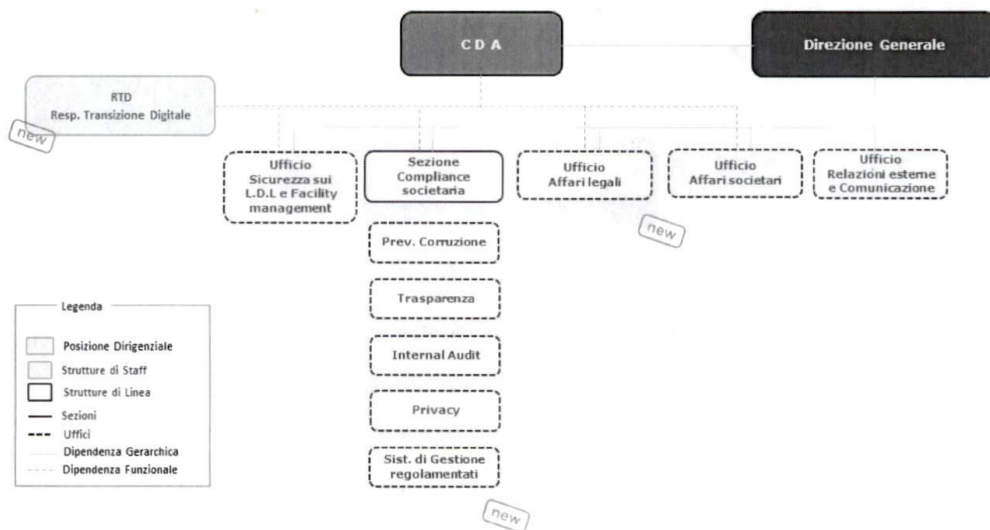 C D A
Direzione Generale
RTD
Resp. Transizione Digitale
new
Ufficio
Sicurezza sui
L.D.L e Facility
management
Sezione
Compliance
societaria
Ufficio
Affari legali
Ufficio
Affari societari
Ufficio
Relazioni esterne
e Comunicazione
new
Prev. Corruzione
Trasparenza
Internal Audit
Privacy
Sist. di Gestione
regolamentati
new
Legenda
Posizione Dirigenziale
Strutture di Staff
Strutture di Linea
Sezioni
Uffici
Dipendenza Gerarchica
Dipendenza Funzionale